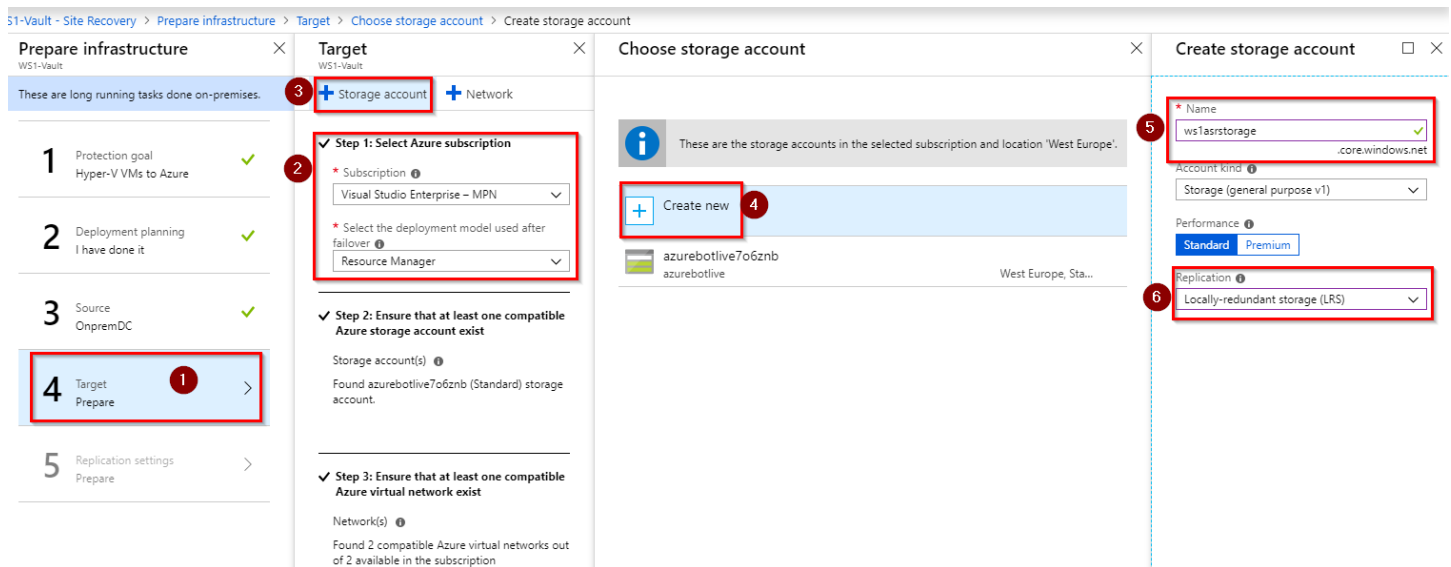 S1-Vault - Site Recovery > Prepare infrastructure > Target > Choose storage account > Create storage account
Prepare infrastructure
WS1-Vault
These are long running tasks done on-premises.
1 Protection goal
Hyper-V VMs to Azure
2 Deployment planning
I have done it
3 Source
OnpremDC
4 Target
Prepare
1
5 Replication settings
Prepare
Target
WS1-Vault
3
Storage account
Network
Step 1: Select Azure subscription
2
* Subscription
Visual Studio Enterprise – MPN
* Select the deployment model used after
failover
Resource Manager
Step 2: Ensure that at least one compatible
Azure storage account exist
Storage account(s)
Found azurebotlive7o6znb (Standard) storage
account.
Step 3: Ensure that at least one compatible
Azure virtual network exist
Network(s)
Found 2 compatible Azure virtual networks out
of 2 available in the subscription
Choose storage account
These are the storage accounts in the selected subscription and location 'West Europe'.
Create new
4
azurebotlive7o6znb
azurebotlive
West Europe, Sta...
Create storage account
* Name
5
ws1asrstorage
.core.windows.net
Account kind
Storage (general purpose v1)
Performance
Standard Premium
Replication
6
Locally-redundant storage (LRS)